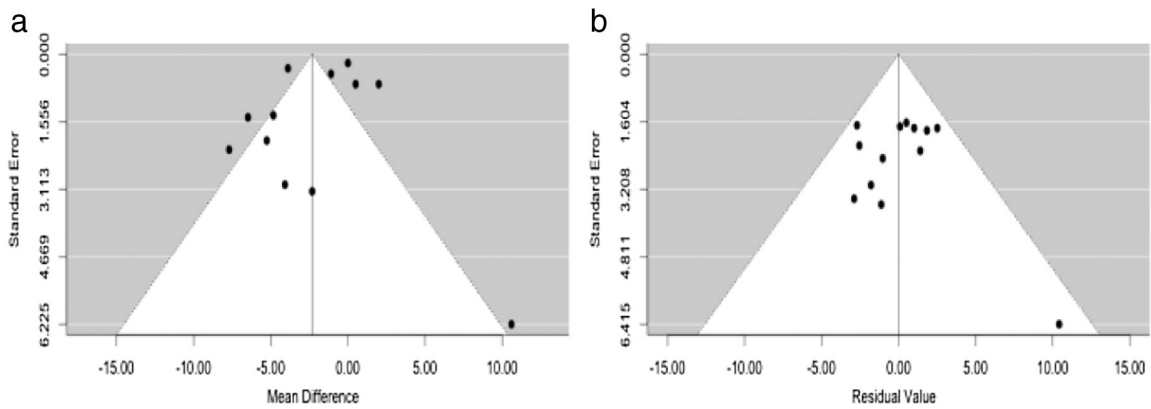 a
Standard Error
0.000
1.556
3.113
4.669
6.225
-15.00 -10.00 -5.00 0.00 5.00 10.00
Mean Difference
b
Standard Error
0.000
1.604
3.208
4.811
6.415
-15.00 -10.00 -5.00 0.00 5.00 10.00 15.00
Residual Value